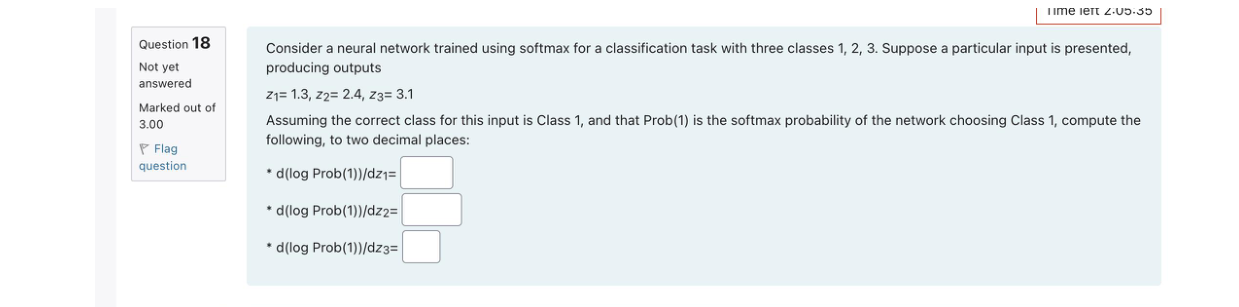 Time left 2:05:35
Question 18
Not yet
answered
Marked out of
3.00
Flag
question
Consider a neural network trained using softmax for a classification task with three classes 1, 2, 3. Suppose a particular input is presented,
producing outputs
z1= 1.3, z2= 2.4, z3= 3.1
Assuming the correct class for this input is Class 1, and that Prob(1) is the softmax probability of the network choosing Class 1, compute the
following, to two decimal places:
* d(log Prob(1))/dz1=
* d(log Prob(1))/dz2=
* d(log Prob(1))/dz3=